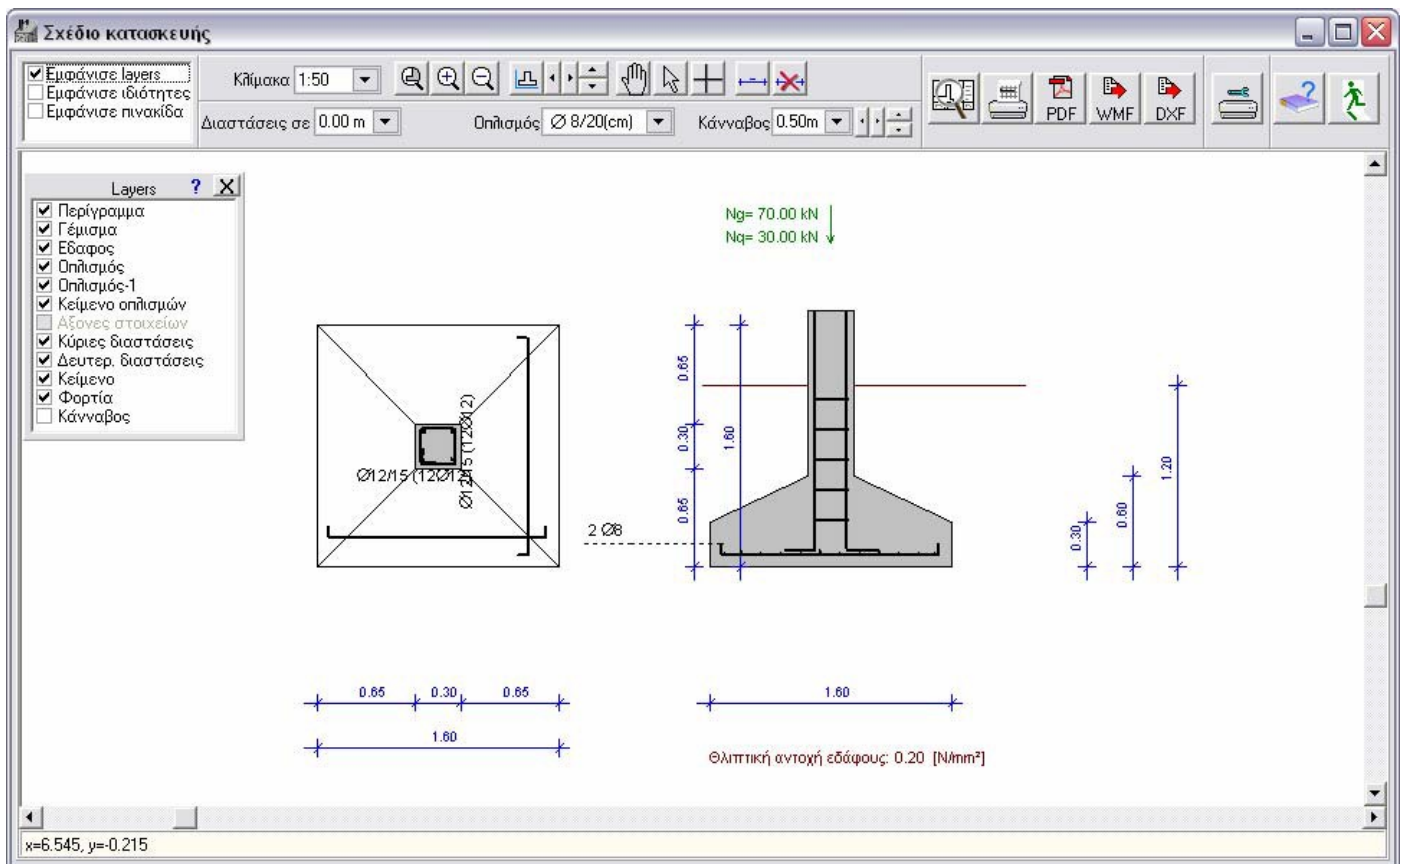 Σχέδιο κατασκευής
Εμφάνισε layers
Εμφάνισε ιδιότητες
Εμφάνισε πινακίδα
Κλίμακα 1:50
Διαστάσεις σε 0.00 m
Οπλισμός Ø 8/20(cm)
Κάνναβος 0.50m
PDF WMF DXF
Layers ?
Περίγραμμα
Γέμισμα
Εδαφος
Οπλισμός
Οπλισμός-1
Κείμενο οπλισμών
Αξονες στοιχείων
Κύριες διαστάσεις
Δευτερ. διαστάσεις
Κείμενο
Φορτία
Κάνναβος
Ng= 70.00 kN
Nq= 30.00 kN
Ø12/15 (12Ø12)
Ø12/15 (12Ø12)
2 Ø8
0.65
0.30
0.65
1.60
0.30
0.60
1.20
0.65 0.30 0.65
1.60
1.60
Θλιπτική αντοχή εδάφους: 0.20 [N/mm²]
x=6.545, y=-0.215